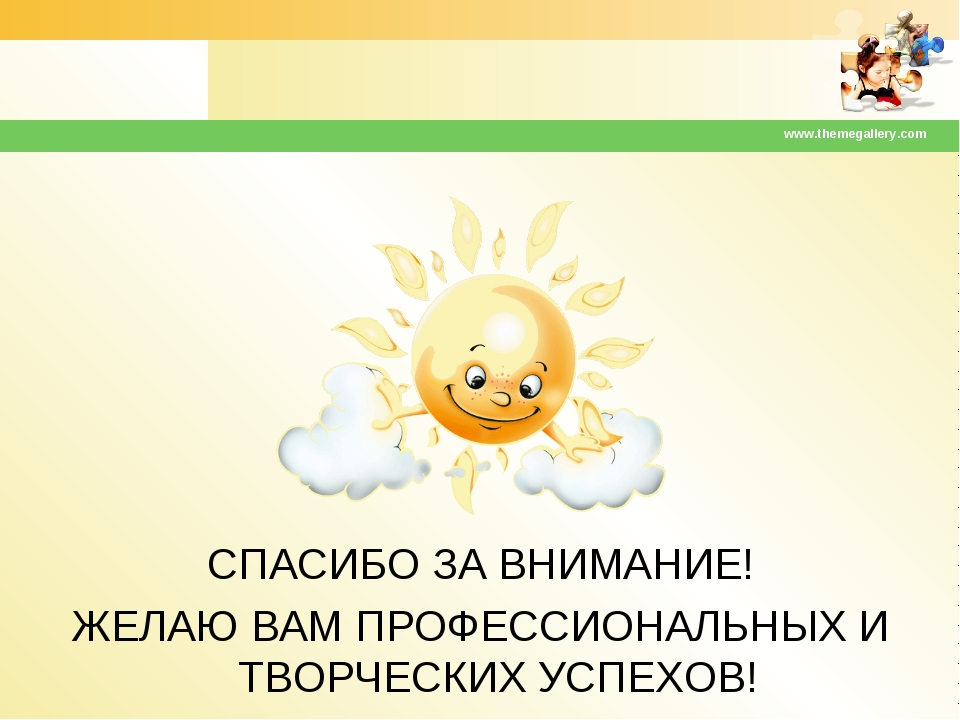 www.themegallery.com
СПАСИБО ЗА ВНИМАНИЕ!
ЖЕЛАЮ ВАМ ПРОФЕССИОНАЛЬНЫХ И
ТВОРЧЕСКИХ УСПЕХОВ!